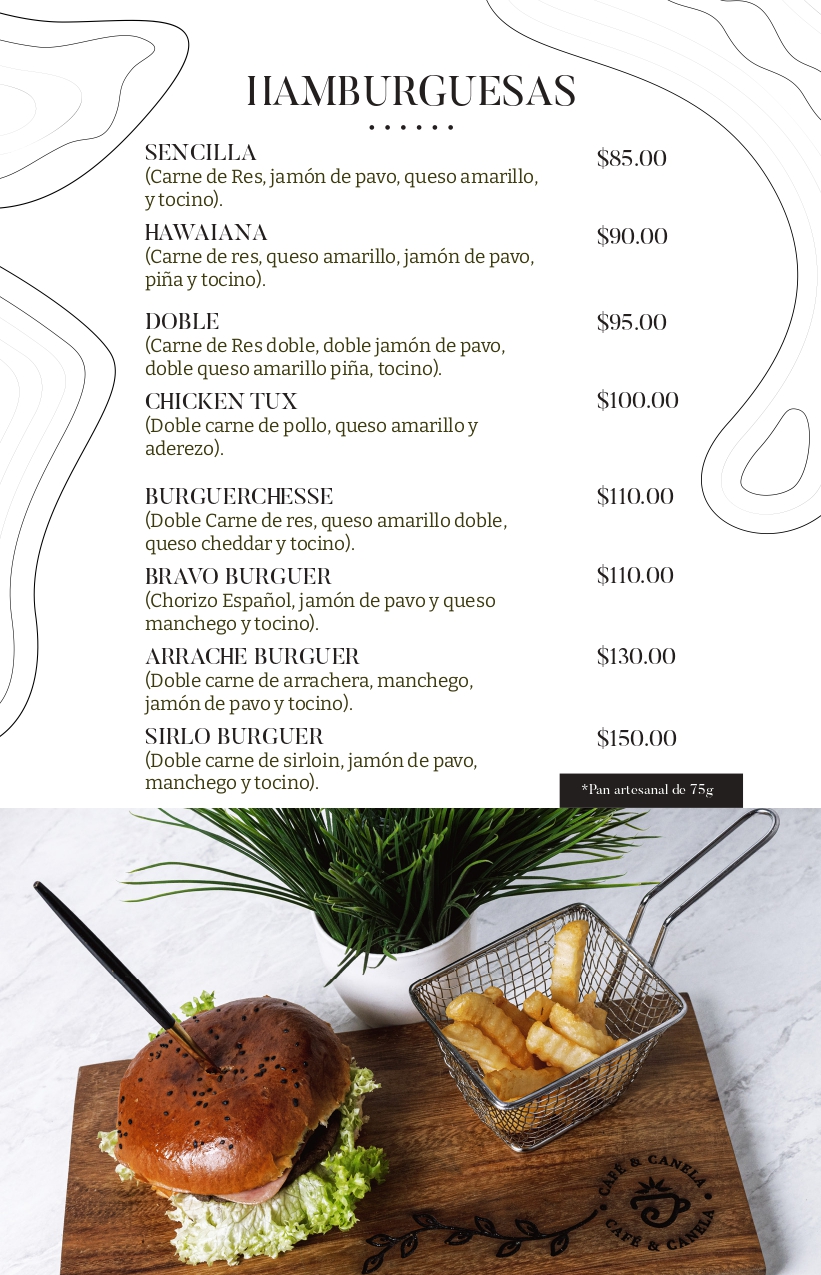 HAMBURGUESAS
SENCILLA $85.00
(Carne de Res, jamón de pavo, queso amarillo,
y tocino).
HAWAIANA $90.00
(Carne de res, queso amarillo, jamón de pavo,
piña y tocino).
DOBLE $95.00
(Carne de Res doble, doble jamón de pavo,
doble queso amarillo piña, tocino).
CHICKEN TUX $100.00
(Doble carne de pollo, queso amarillo y
aderezo).
BURGUERCHESSE $110.00
(Doble Carne de res, queso amarillo doble,
queso cheddar y tocino).
BRAVO BURGUER $110.00
(Chorizo Español, jamón de pavo y queso
manchego y tocino).
ARRACHE BURGUER $130.00
(Doble carne de arrachera, manchego,
jamón de pavo y tocino).
SIRLO BURGUER $150.00
(Doble carne de sirloin, jamón de pavo,
manchego y tocino).
*Pan artesanal de 75g
CAFÉ & CANELA
CAFÉ & CANELA